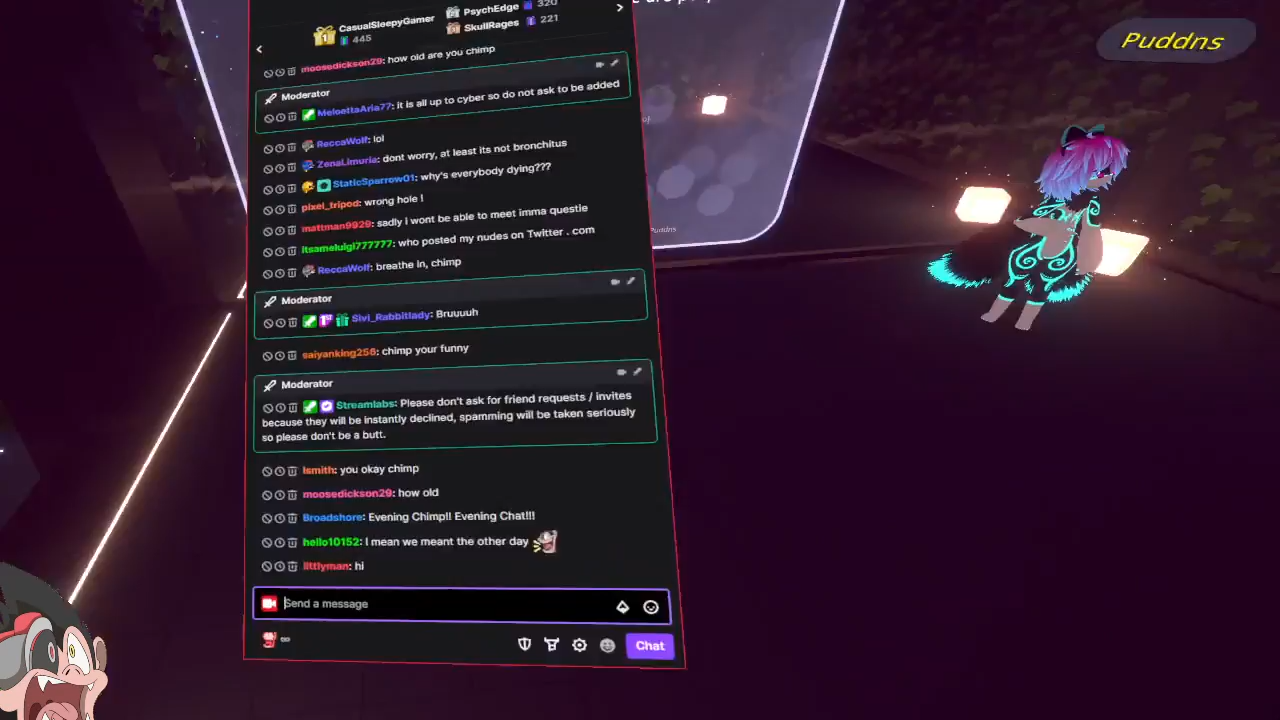 Puddns
CasualSleepyGamer
1
445
PsychEdge 320
SkullRages 221
moosedickson29: how old are you chimp
Moderator
MeloettaAria77: it is all up to cyber so do not ask to be added
ReccaWolf: lol
ZenaLimuria: dont worry, at least its not bronchitus
StaticSparrow01: why's everybody dying???
pixel_tripod: wrong hole !
mattman9929: sadly i wont be able to meet imma questie
itsameluigi777777: who posted my nudes on Twitter . com
ReccaWolf: breathe in, chimp
Moderator
Sivi_Rabbitlady: Bruuuuh
saiyanking256: chimp your funny
Moderator
Streamlabs: Please don't ask for friend requests / invites
because they will be instantly declined, spamming will be taken seriously
so please don't be a butt.
lsmith: you okay chimp
moosedickson29: how old
Broadshore: Evening Chimp!! Evening Chat!!!
hello10152: I mean we meant the other day
littlyman: hi
Send a message
Chat
Puddns